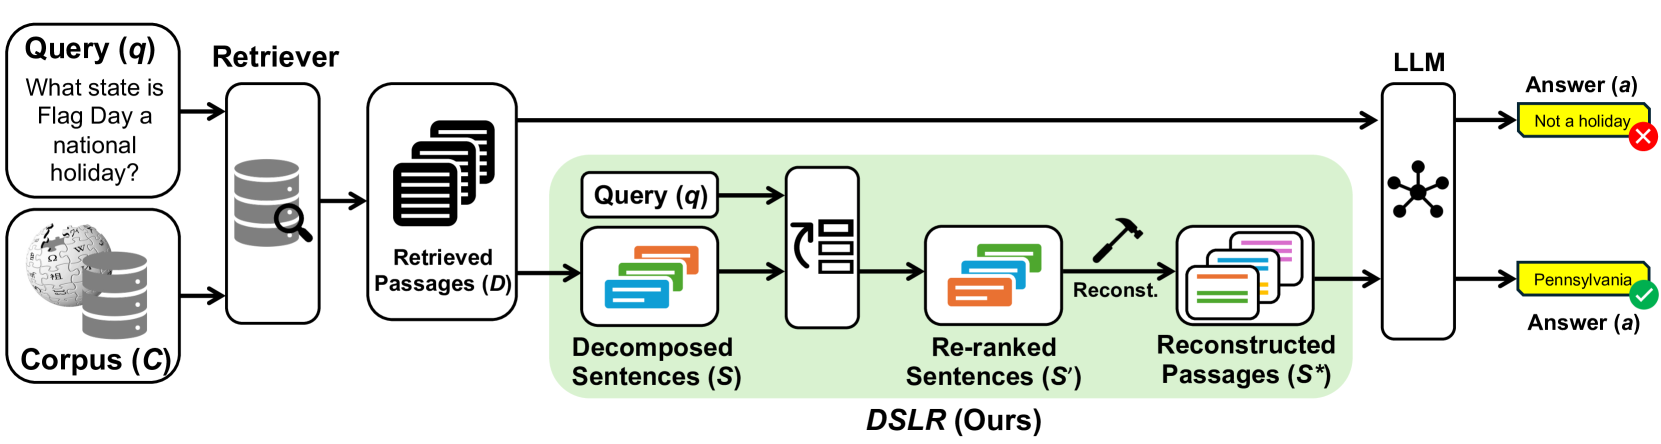 Query (q)
What state is
Flag Day a
national
holiday?
Corpus (C)
Retriever
Retrieved
Passages (D)
Query (q)
Decomposed
Sentences (S)
Re-ranked
Sentences (S′)
Reconst.
Reconstructed
Passages (S*)
DSLR (Ours)
LLM
Answer (a)
Not a holiday
Pennsylvania
Answer (a)